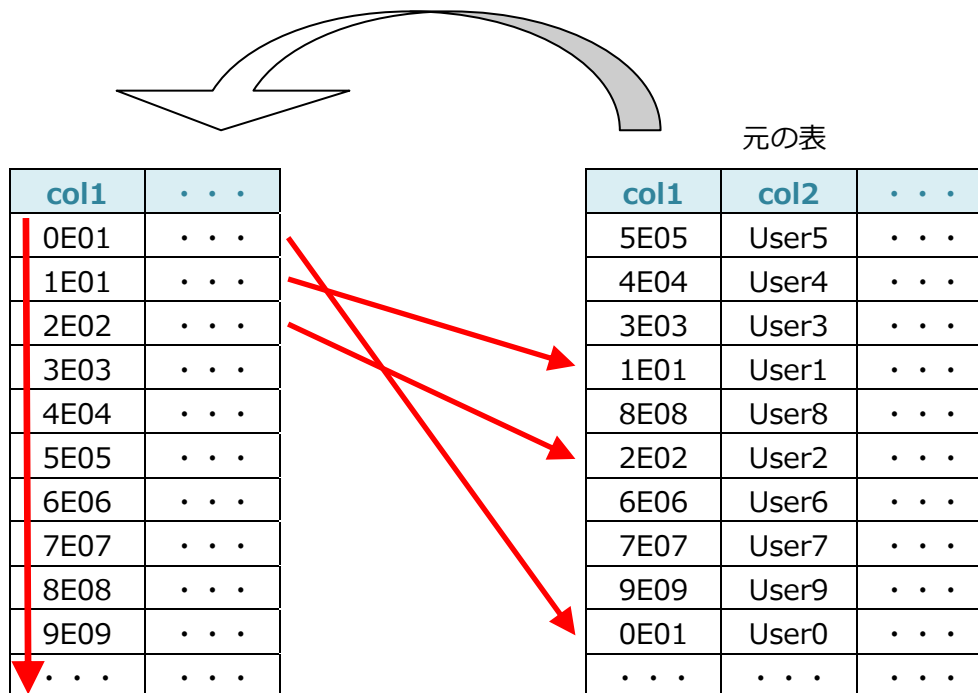 元の表
col1 ・・・
0E01 ・・・
1E01 ・・・
2E02 ・・・
3E03 ・・・
4E04 ・・・
5E05 ・・・
6E06 ・・・
7E07 ・・・
8E08 ・・・
9E09 ・・・
・・・ ・・・
col1 col2 ・・・
5E05 User5 ・・・
4E04 User4 ・・・
3E03 User3 ・・・
1E01 User1 ・・・
8E08 User8 ・・・
2E02 User2 ・・・
6E06 User6 ・・・
7E07 User7 ・・・
9E09 User9 ・・・
0E01 User0 ・・・
・・・ ・・・ ・・・